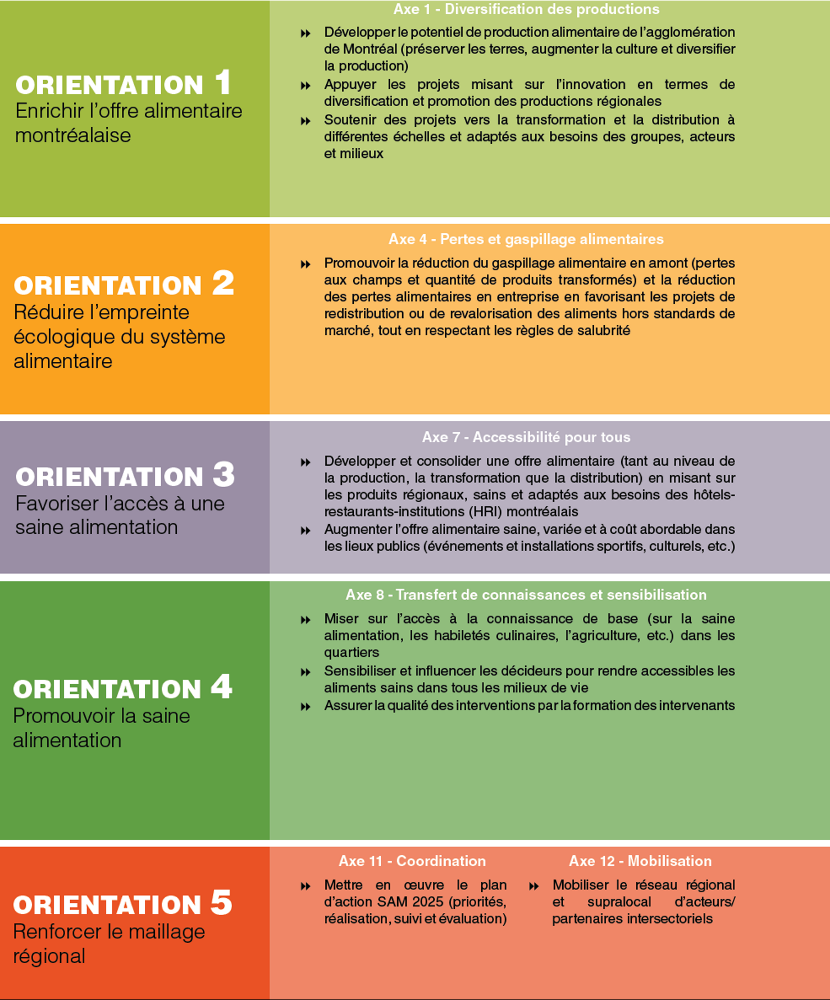 Axe 1 - Diversification des productions
Développer le potentiel de production alimentaire de l’agglomération
de Montréal (préserver les terres, augmenter la culture et diversifier
la production)
ORIENTATION 1
Enrichir l’offre alimentaire
montréalaise
Appuyer les projets misant sur l’innovation en termes de
diversification et promotion des productions régionales
Soutenir des projets vers la transformation et la distribution à
différentes échelles et adaptés aux besoins des groupes, acteurs
et milieux
ORIENTATION 2
Réduire l’empreinte
écologique du système
alimentaire
Axe 4 - Pertes et gaspillage alimentaires
Promouvoir la réduction du gaspillage alimentaire en amont (pertes
aux champs et quantité de produits transformés) et la réduction
des pertes alimentaires en entreprise en favorisant les projets de
redistribution ou de revalorisation des aliments hors standards de
marché, tout en respectant les règles de salubrité
ORIENTATION 3
Favoriser l’accès à une
saine alimentation
Axe 7 - Accessibilité pour tous
Développer et consolider une offre alimentaire (tant au niveau de
la production, la transformation que la distribution) en misant sur
les produits régionaux, sains et adaptés aux besoins des hôtels-
restaurants-institutions (HRI) montréalais
Augmenter l’offre alimentaire saine, variée et à coût abordable dans
les lieux publics (événements et installations sportifs, culturels, etc.)
ORIENTATION 4
Promouvoir la saine
alimentation
Axe 8 - Transfert de connaissances et sensibilisation
Miser sur l’accès à la connaissance de base (sur la saine
alimentation, les habiletés culinaires, l’agriculture, etc.) dans les
quartiers
Sensibiliser et influencer les décideurs pour rendre accessibles les
aliments sains dans tous les milieux de vie
Assurer la qualité des interventions par la formation des intervenants
ORIENTATION 5
Renforcer le maillage
régional
Axe 11 - Coordination
Mettre en œuvre le plan
d’action SAM 2025 (priorités,
réalisation, suivi et évaluation)
Axe 12 - Mobilisation
Mobiliser le réseau régional
et supralocal d’acteurs/
partenaires intersectoriels